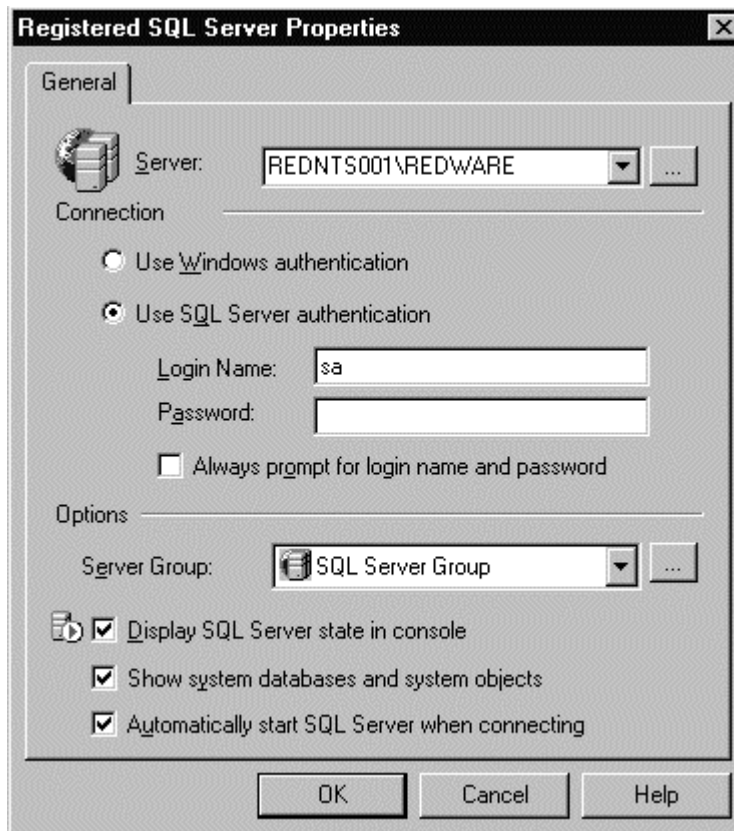 Registered SQL Server Properties
General
Server: REDNTS001\REDWARE ...
Connection
Use Windows authentication
Use SQL Server authentication
Login Name: sa
Password:
Always prompt for login name and password
Options
Server Group: SQL Server Group ...
Display SQL Server state in console
Show system databases and system objects
Automatically start SQL Server when connecting
OK Cancel Help